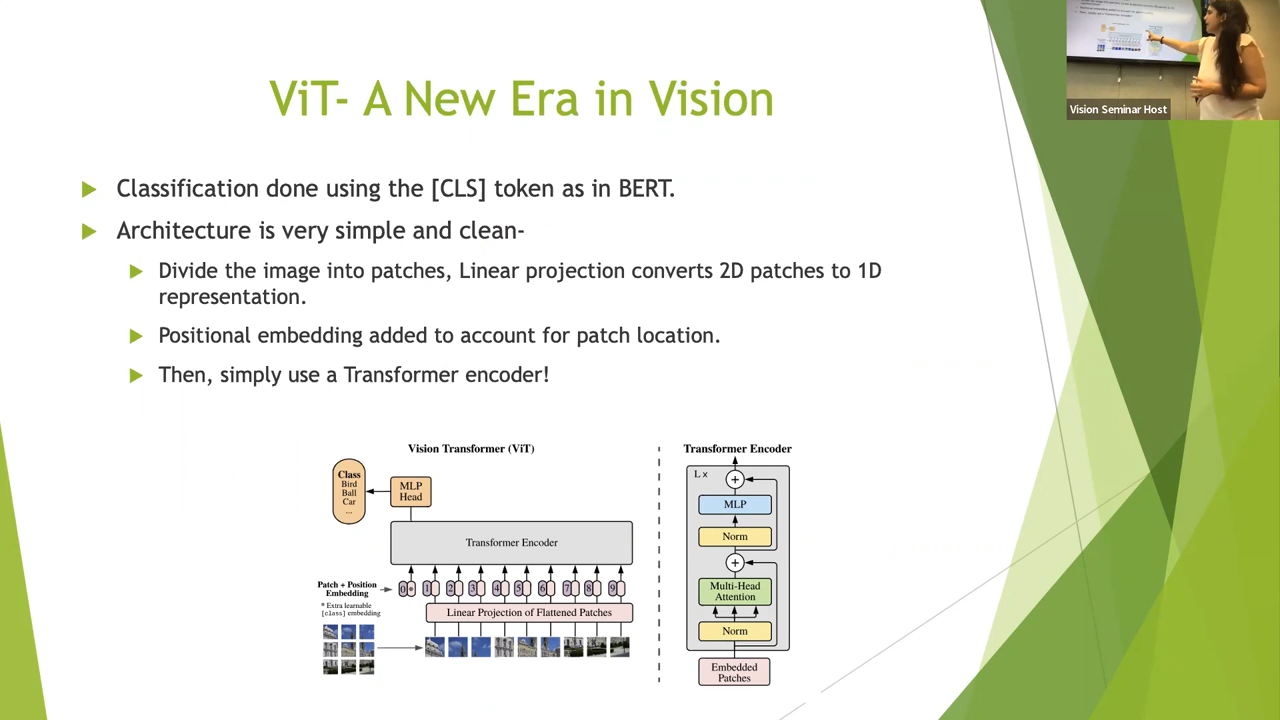 ViT- A New Era in Vision
Classification done using the [CLS] token as in BERT.
Architecture is very simple and clean-
Divide the image into patches, Linear projection converts 2D patches to 1D
representation.
Positional embedding added to account for patch location.
Then, simply use a Transformer encoder!
Vision Transformer (ViT)
Class
Bird
Ball
Car
...
MLP
Head
Transformer Encoder
Patch + Position
Embedding
* Extra learnable
[class] embedding
0 * 1 2 3 4 5 6 7 8 9
Linear Projection of Flattened Patches
Transformer Encoder
L x
+
MLP
Norm
+
Multi-Head
Attention
Norm
Embedded
Patches
Vision Seminar Host